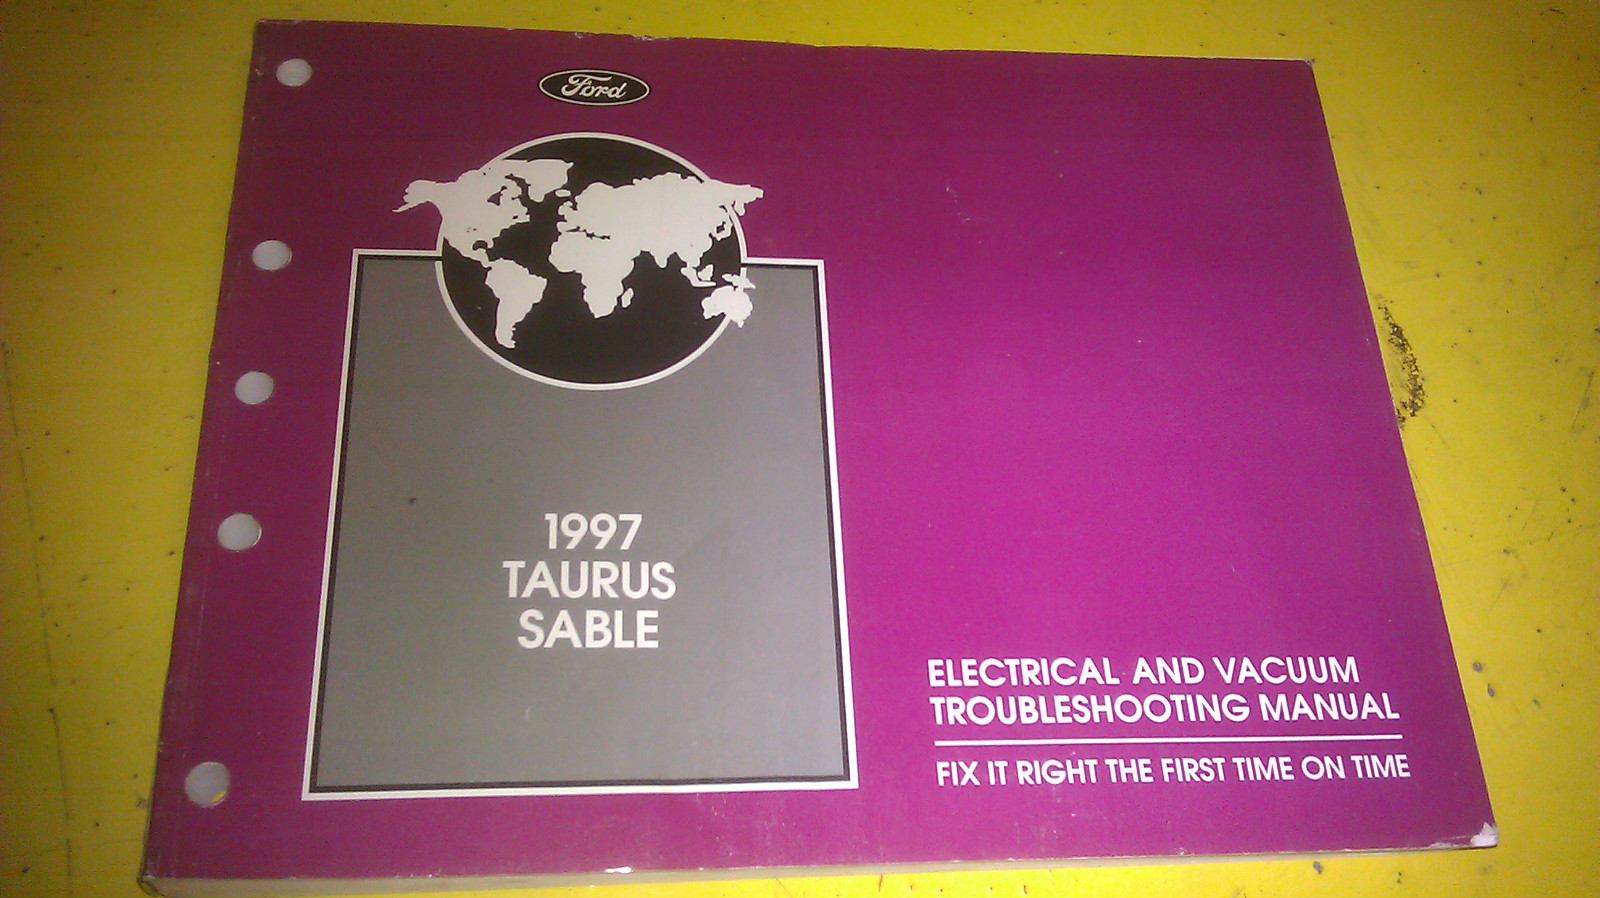 Ford
1997
TAURUS
SABLE
ELECTRICAL AND VACUUM
TROUBLESHOOTING MANUAL
FIX IT RIGHT THE FIRST TIME ON TIME